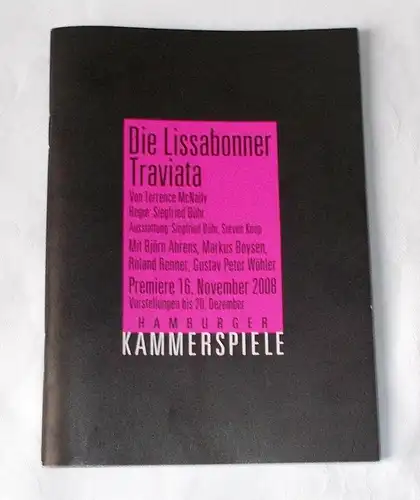 Die Lissabonner
Traviata
Von Terrence McNally
Regie: Siegfried Bühr
Ausstattung: Siegfried Bühr, Steven Koop
Mit Björn Ahrens, Markus Boysen,
Roland Renner, Gustav Peter Wöhler
Premiere 16. November 2008
Vorstellungen bis 20. Dezember
HAMBURGER
KAMMERSPIELE